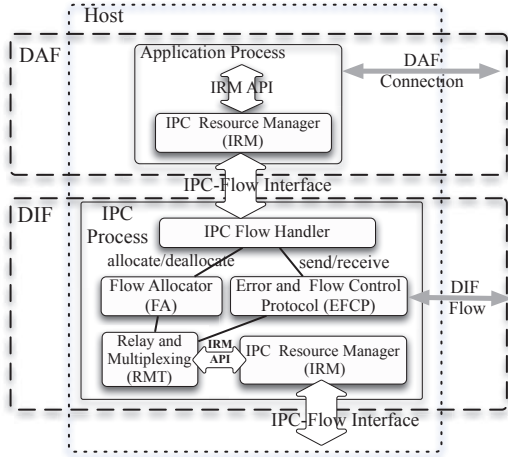 Host
DAF
Application Process
DAF
Connection
IRM API
IPC Resource Manager
(IRM)
IPC-Flow Interface
DIF
IPC
Process
IPC Flow Handler
allocate/deallocate
send/receive
Flow Allocator
(FA)
Error and Flow Control
Protocol (EFCP)
DIF
Flow
Relay and
Multiplexing
(RMT)
IRM
API
IPC Resource Manager
(IRM)
IPC-Flow Interface